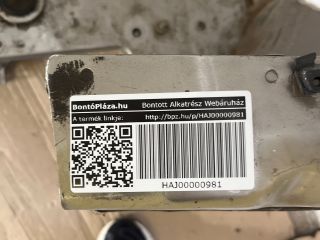 BontóPláza.hu Bontott Alkatrész Webáruház
A termék linkje: http://bpz.hu/p/HAJ00000981
HAJ00000981